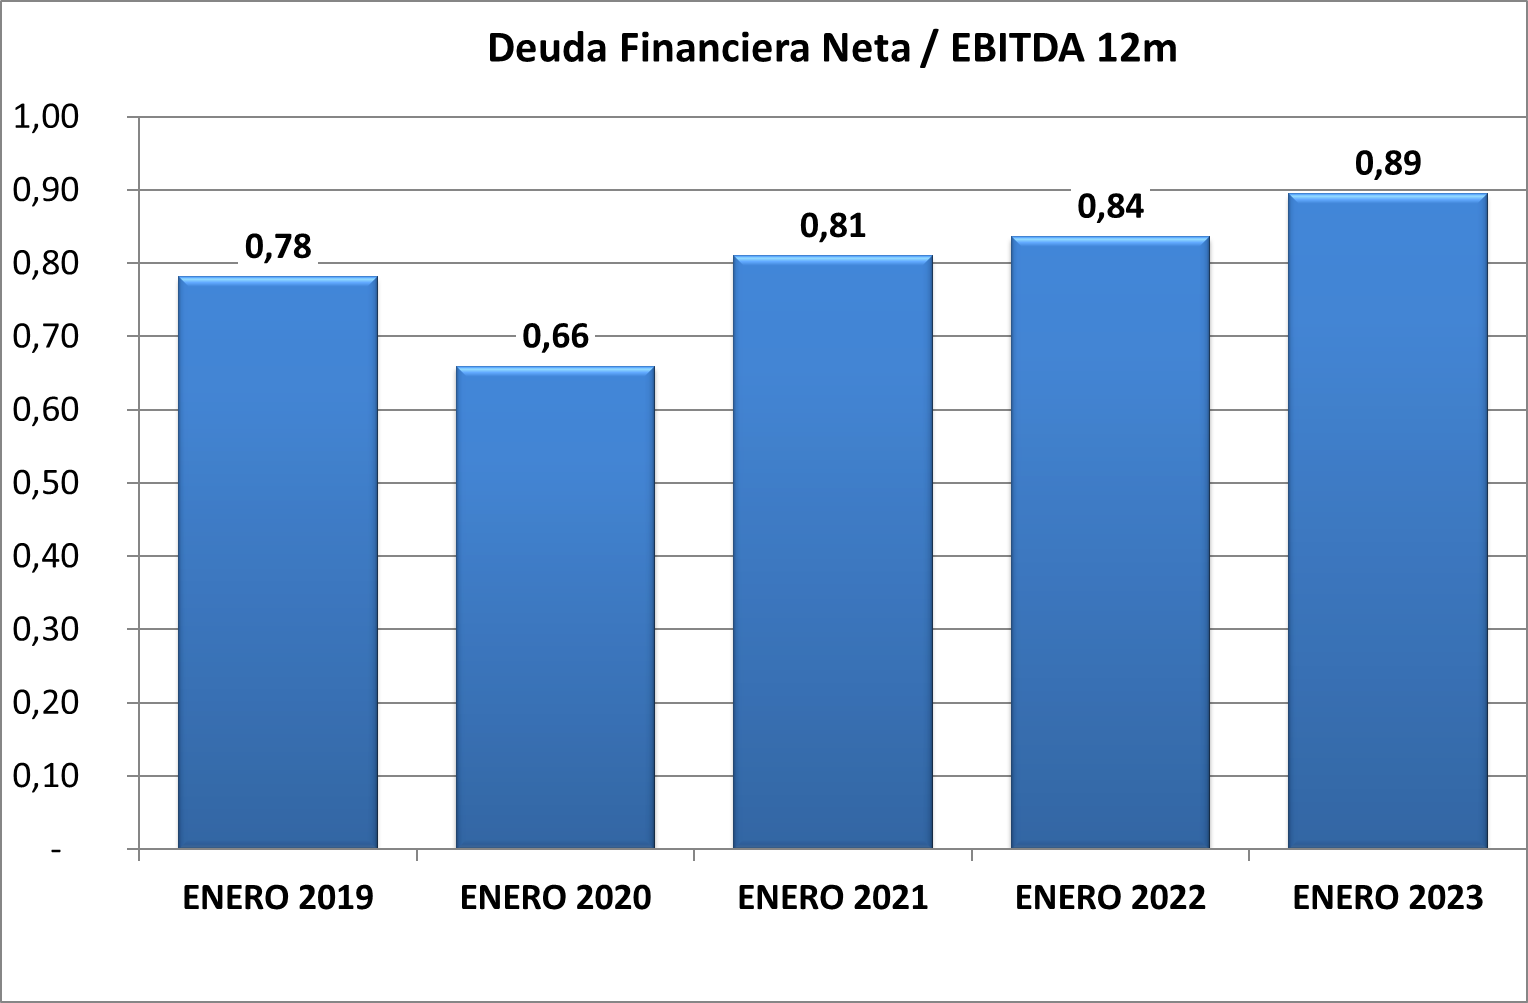 Deuda Financiera Neta / EBITDA 12m
1,00
0,90
0,80
0,70
0,60
0,50
0,40
0,30
0,20
0,10
-
0,78
0,66
0,81
0,84
0,89
ENERO 2019
ENERO 2020
ENERO 2021
ENERO 2022
ENERO 2023